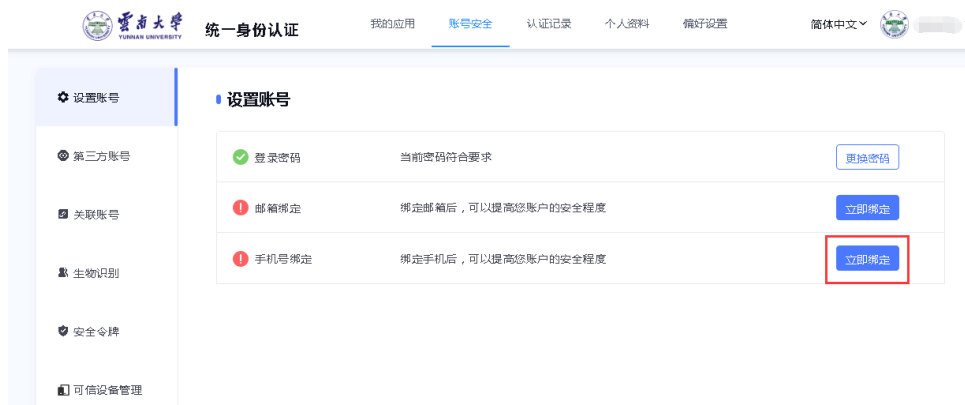 雲南大學 统一身份认证 我的应用 账号安全 认证记录 个人资料 偏好设置 简体中文
YUNNAN UNIVERSITY
设置账号
第三方账号
关联账号
生物识别
安全令牌
可信设备管理
设置账号
登录密码 当前密码符合要求 更换密码
邮箱绑定 绑定邮箱后，可以提高您账户的安全程度 立即绑定
手机号绑定 绑定手机后，可以提高您账户的安全程度 立即绑定